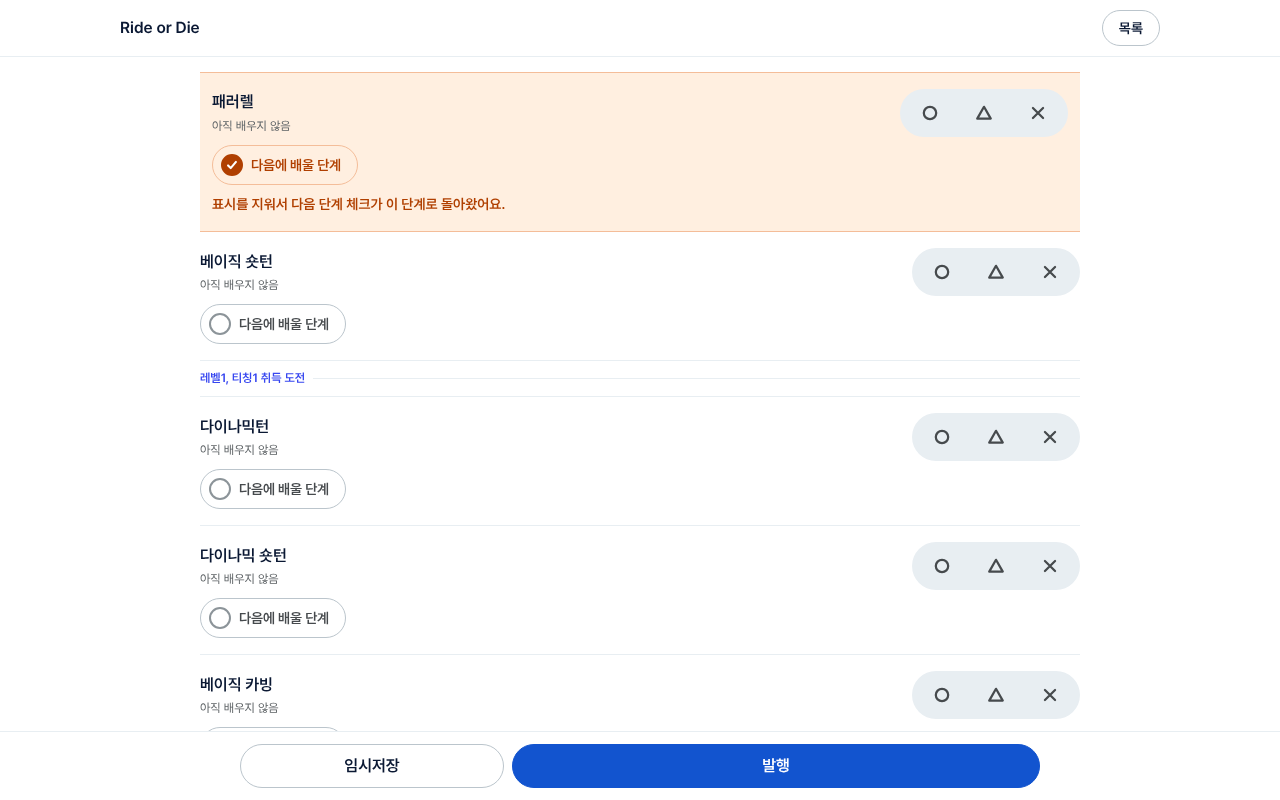 Ride or Die
목록
패러렐
아직 배우지 않음
다음에 배울 단계
표시를 지워서 다음 단계 체크가 이 단계로 돌아왔어요.
베이직 숏턴
아직 배우지 않음
다음에 배울 단계
레벨1, 티칭1 취득 도전
다이나믹턴
아직 배우지 않음
다음에 배울 단계
다이나믹 숏턴
아직 배우지 않음
다음에 배울 단계
베이직 카빙
아직 배우지 않음
임시저장
발행